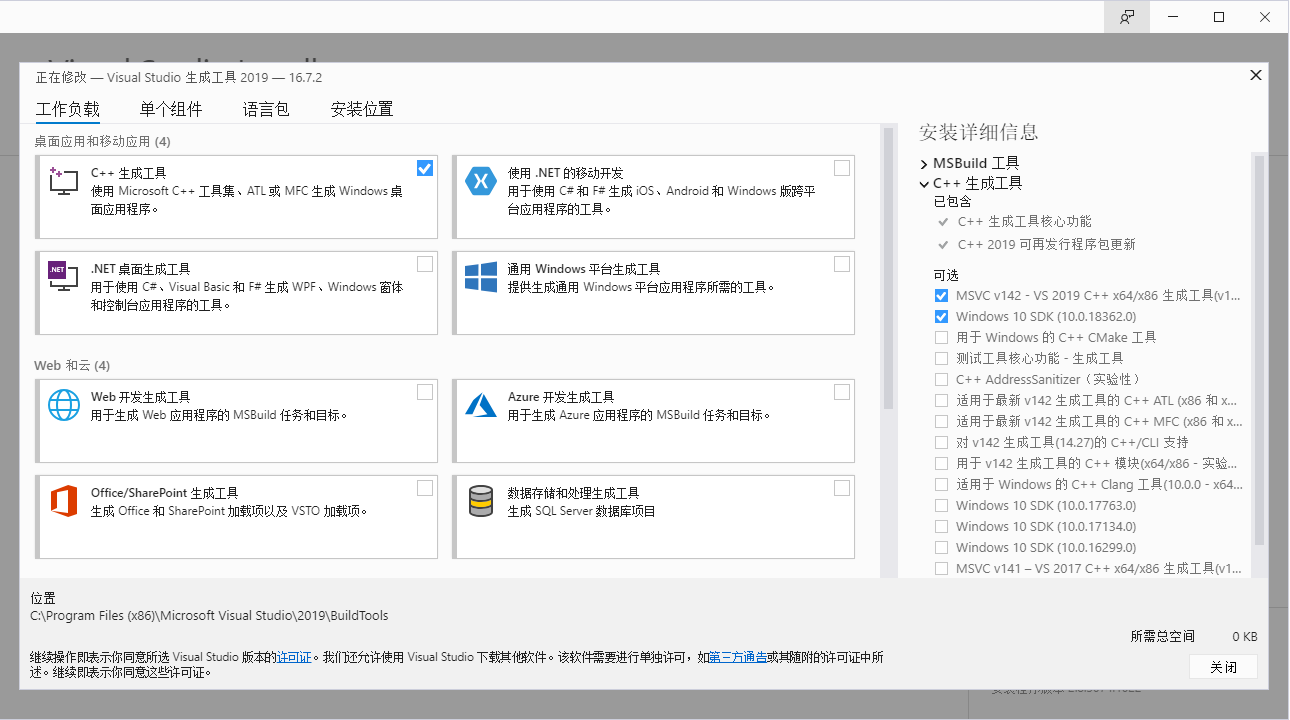 正在修改 — Visual Studio 生成工具 2019 — 16.7.2
工作负载
单个组件
语言包
安装位置
桌面应用和移动应用 (4)
C++ 生成工具
使用 Microsoft C++ 工具集、ATL 或 MFC 生成 Windows 桌
面应用程序。
使用 .NET 的移动开发
用于使用 C# 和 F# 生成 iOS、Android 和 Windows 版跨平
台应用程序的工具。
.NET
.NET 桌面生成工具
用于使用 C#、Visual Basic 和 F# 生成 WPF、Windows 窗体
和控制台应用程序的工具。
通用 Windows 平台生成工具
提供生成通用 Windows 平台应用程序所需的工具。
Web 和云 (4)
Web 开发生成工具
用于生成 Web 应用程序的 MSBuild 任务和目标。
Azure 开发生成工具
用于生成 Azure 应用程序的 MSBuild 任务和目标。
Office/SharePoint 生成工具
生成 Office 和 SharePoint 加载项以及 VSTO 加载项。
数据存储和处理生成工具
生成 SQL Server 数据库项目
安装详细信息
MSBuild 工具
C++ 生成工具
已包含
C++ 生成工具核心功能
C++ 2019 可再发行程序包更新
可选
MSVC v142 - VS 2019 C++ x64/x86 生成工具(v1...
Windows 10 SDK (10.0.18362.0)
用于 Windows 的 C++ CMake 工具
测试工具核心功能 - 生成工具
C++ AddressSanitizer（实验性）
适用于最新 v142 生成工具的 C++ ATL (x86 和 x...
适用于最新 v142 生成工具的 C++ MFC (x86 和 x...
对 v142 生成工具(14.27)的 C++/CLI 支持
用于 v142 生成工具的 C++ 模块(x64/x86 - 实验...
适用于 Windows 的 C++ Clang 工具(10.0.0 - x64...
Windows 10 SDK (10.0.17763.0)
Windows 10 SDK (10.0.17134.0)
Windows 10 SDK (10.0.16299.0)
MSVC v141 – VS 2017 C++ x64/x86 生成工具(v1...
位置
C:\Program Files (x86)\Microsoft Visual Studio\2019\BuildTools
所需总空间 0 KB
继续操作即表示你同意所选 Visual Studio 版本的许可证。我们还允许使用 Visual Studio 下载其他软件。该软件需要进行单独许可，如第三方通告或其随附的许可证中所
述。继续即表示你同意这些许可证。
关闭